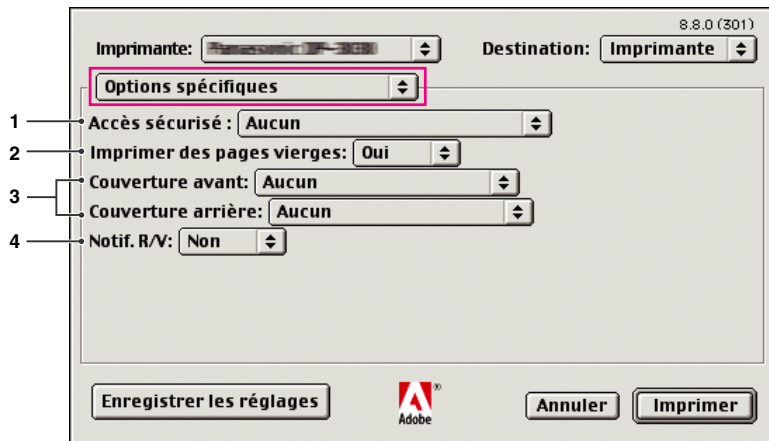 8.8.0 (301)
Imprimante: Destination: Imprimante
Options spécifiques
1 Accès sécurisé : Aucun
2 Imprimer des pages vierges: Oui
3 Couverture avant: Aucun
Couverture arrière: Aucun
4 Notif. R/V: Non
Enregistrer les réglages Adobe ® Annuler Imprimer